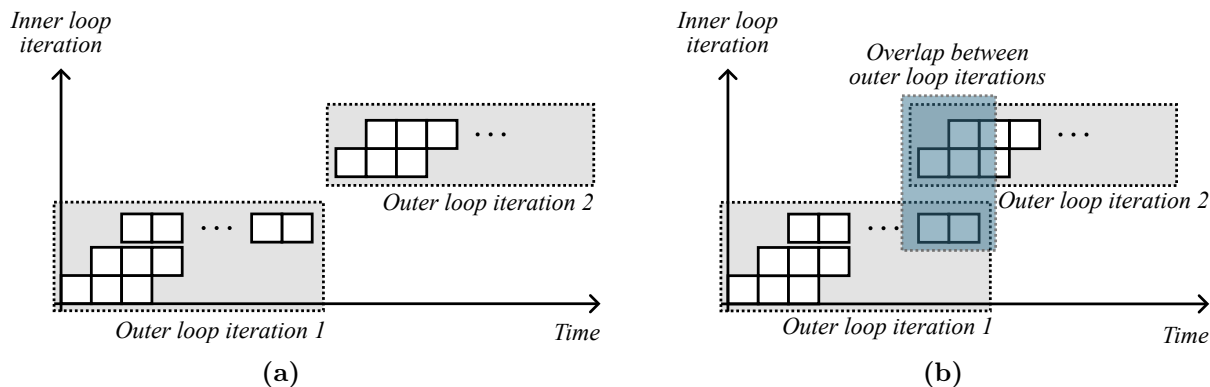 Inner loop
iteration
Outer loop iteration 2
Outer loop iteration 1
Time
(a)
Inner loop
iteration
Overlap between
outer loop iterations
Outer loop iteration 2
Outer loop iteration 1
Time
(b)